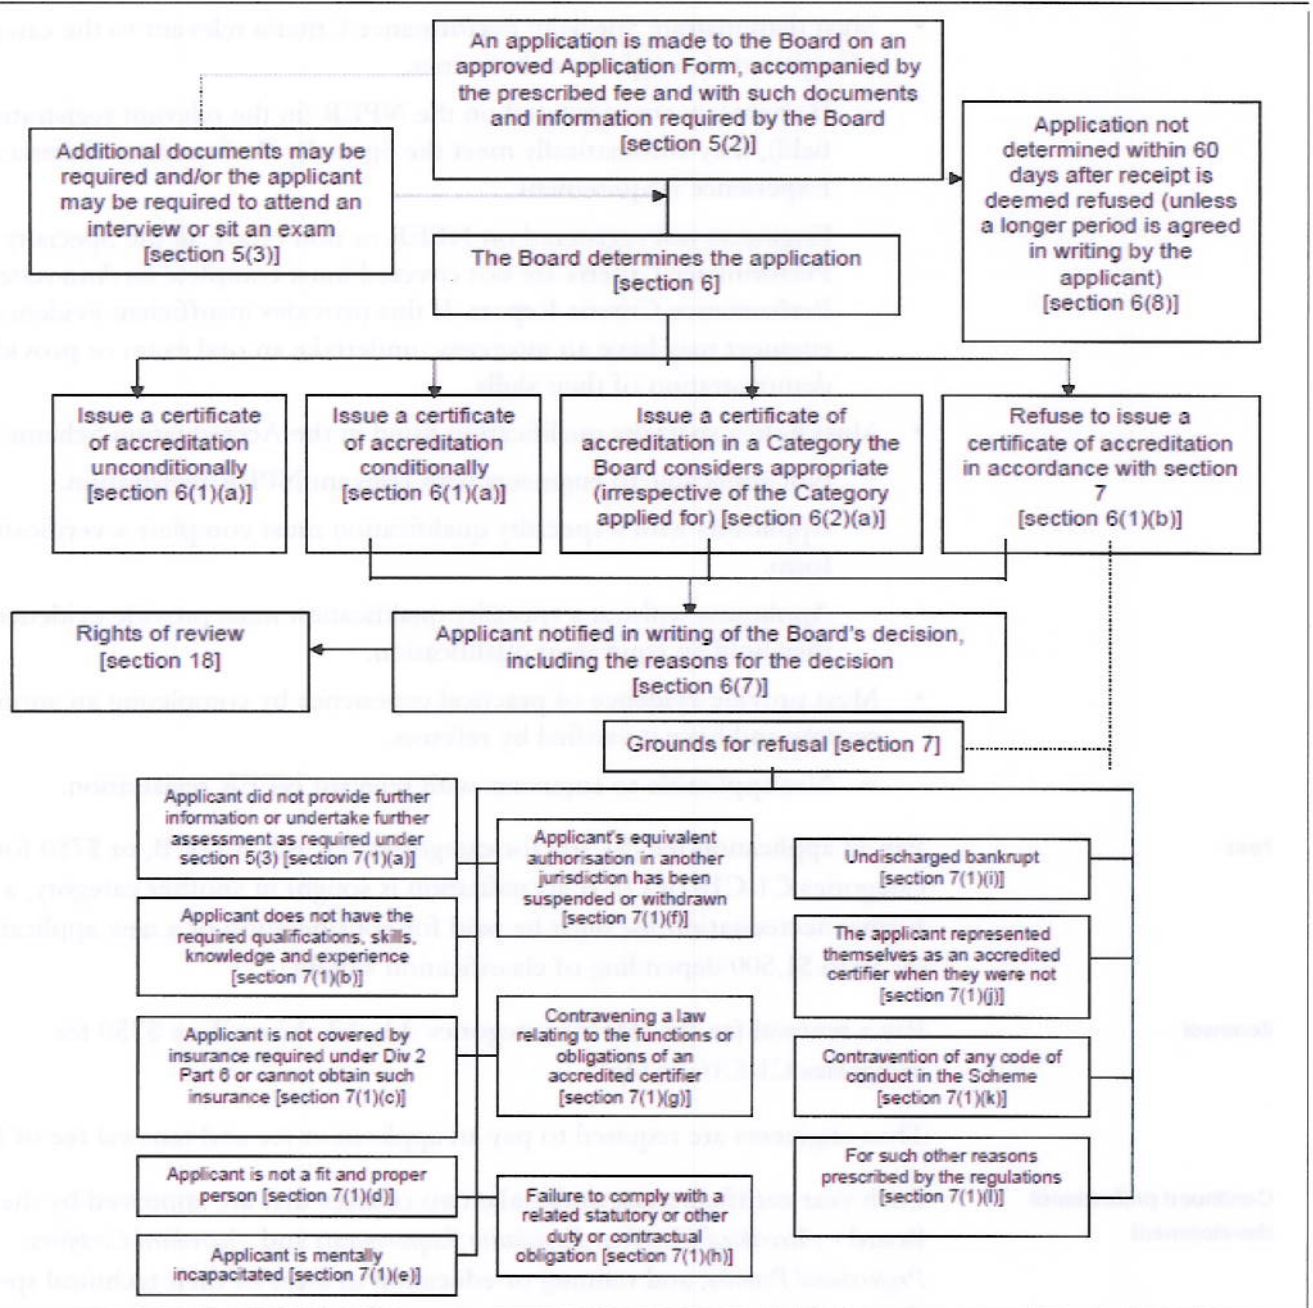 An application is made to the Board on an
approved Application Form, accompanied by
the prescribed fee and with such documents
and information required by the Board
[section 5(2)]
Additional documents may be
required and/or the applicant
may be required to attend an
interview or sit an exam
[section 5(3)]
Application not
determined within 60
days after receipt is
deemed refused (unless
a longer period is agreed
in writing by the
applicant)
[section 6(8)]
The Board determines the application
[section 6]
Issue a certificate
of accreditation
unconditionally
[section 6(1)(a)]
Issue a certificate
of accreditation
conditionally
[section 6(1)(a)]
Issue a certificate of
accreditation in a Category the
Board considers appropriate
(irrespective of the Category
applied for) [section 6(2)(a)]
Refuse to issue a
certificate of accreditation
in accordance with section
7
[section 6(1)(b)]
Rights of review
[section 18]
Applicant notified in writing of the Board's decision,
including the reasons for the decision
[section 6(7)]
Grounds for refusal [section 7]
Applicant did not provide further
information or undertake further
assessment as required under
section 5(3) [section 7(1)(a)]
Applicant does not have the
required qualifications, skills,
knowledge and experience
[section 7(1)(b)]
Applicant is not covered by
insurance required under Div 2
Part 6 or cannot obtain such
insurance [section 7(1)(c)]
Applicant is not a fit and proper
person [section 7(1)(d)]
Applicant is mentally
incapacitated [section 7(1)(e)]
Applicant's equivalent
authorisation in another
jurisdiction has been
suspended or withdrawn
[section 7(1)(f)]
Contravening a law
relating to the functions or
obligations of an
accredited certifier
[section 7(1)(g)]
Failure to comply with a
related statutory or other
duty or contractual
obligation [section 7(1)(h)]
Undischarged bankrupt
[section 7(1)(i)]
The applicant represented
themselves as an accredited
certifier when they were not
[section 7(1)(j)]
Contravention of any code of
conduct in the Scheme
[section 7(1)(k)]
For such other reasons
prescribed by the regulations
[section 7(1)(l)]